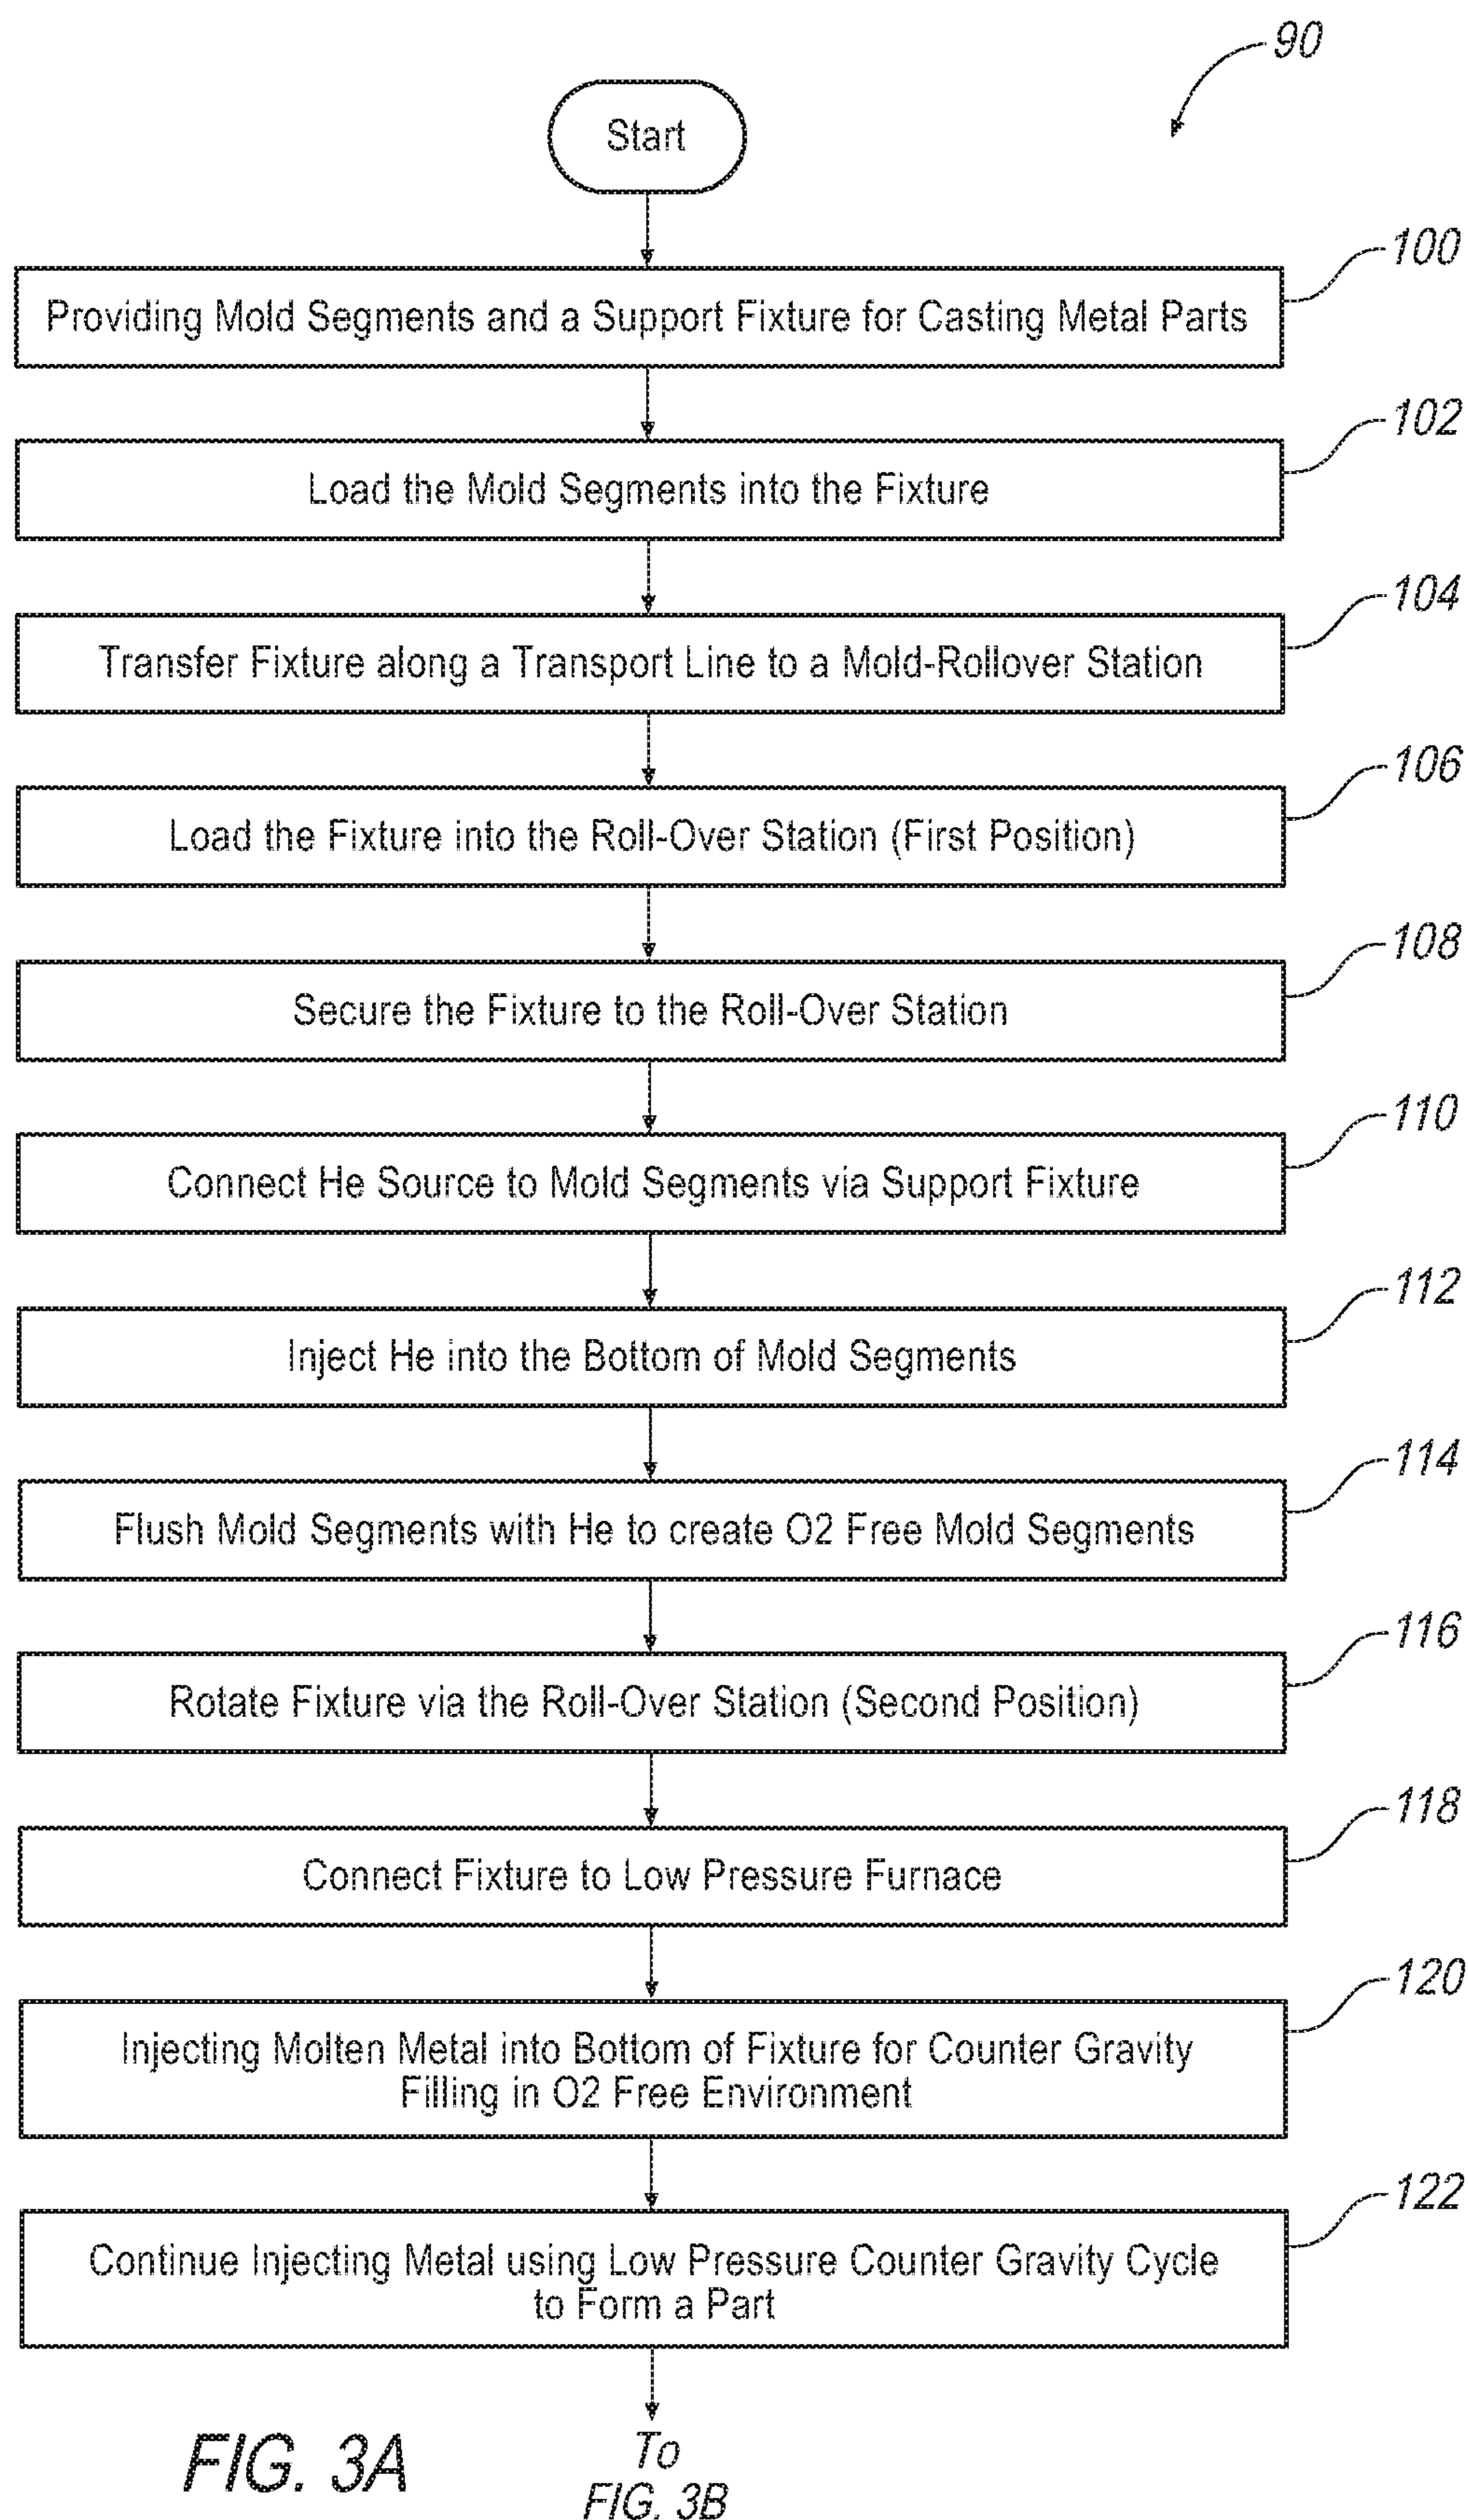 90
Start
100
Providing Mold Segments and a Support Fixture for Casting Metal Parts
102
Load the Mold Segments into the Fixture
104
Transfer Fixture along a Transport Line to a Mold-Rollover Station
106
Load the Fixture into the Roll-Over Station (First Position)
108
Secure the Fixture to the Roll-Over Station
110
Connect He Source to Mold Segments via Support Fixture
112
Inject He into the Bottom of Mold Segments
114
Flush Mold Segments with He to create O2 Free Mold Segments
116
Rotate Fixture via the Roll-Over Station (Second Position)
118
Connect Fixture to Low Pressure Furnace
120
Injecting Molten Metal into Bottom of Fixture for Counter Gravity
Filling in O2 Free Environment
122
Continue Injecting Metal using Low Pressure Counter Gravity Cycle
to Form a Part
FIG. 3A
To
FIG. 3B